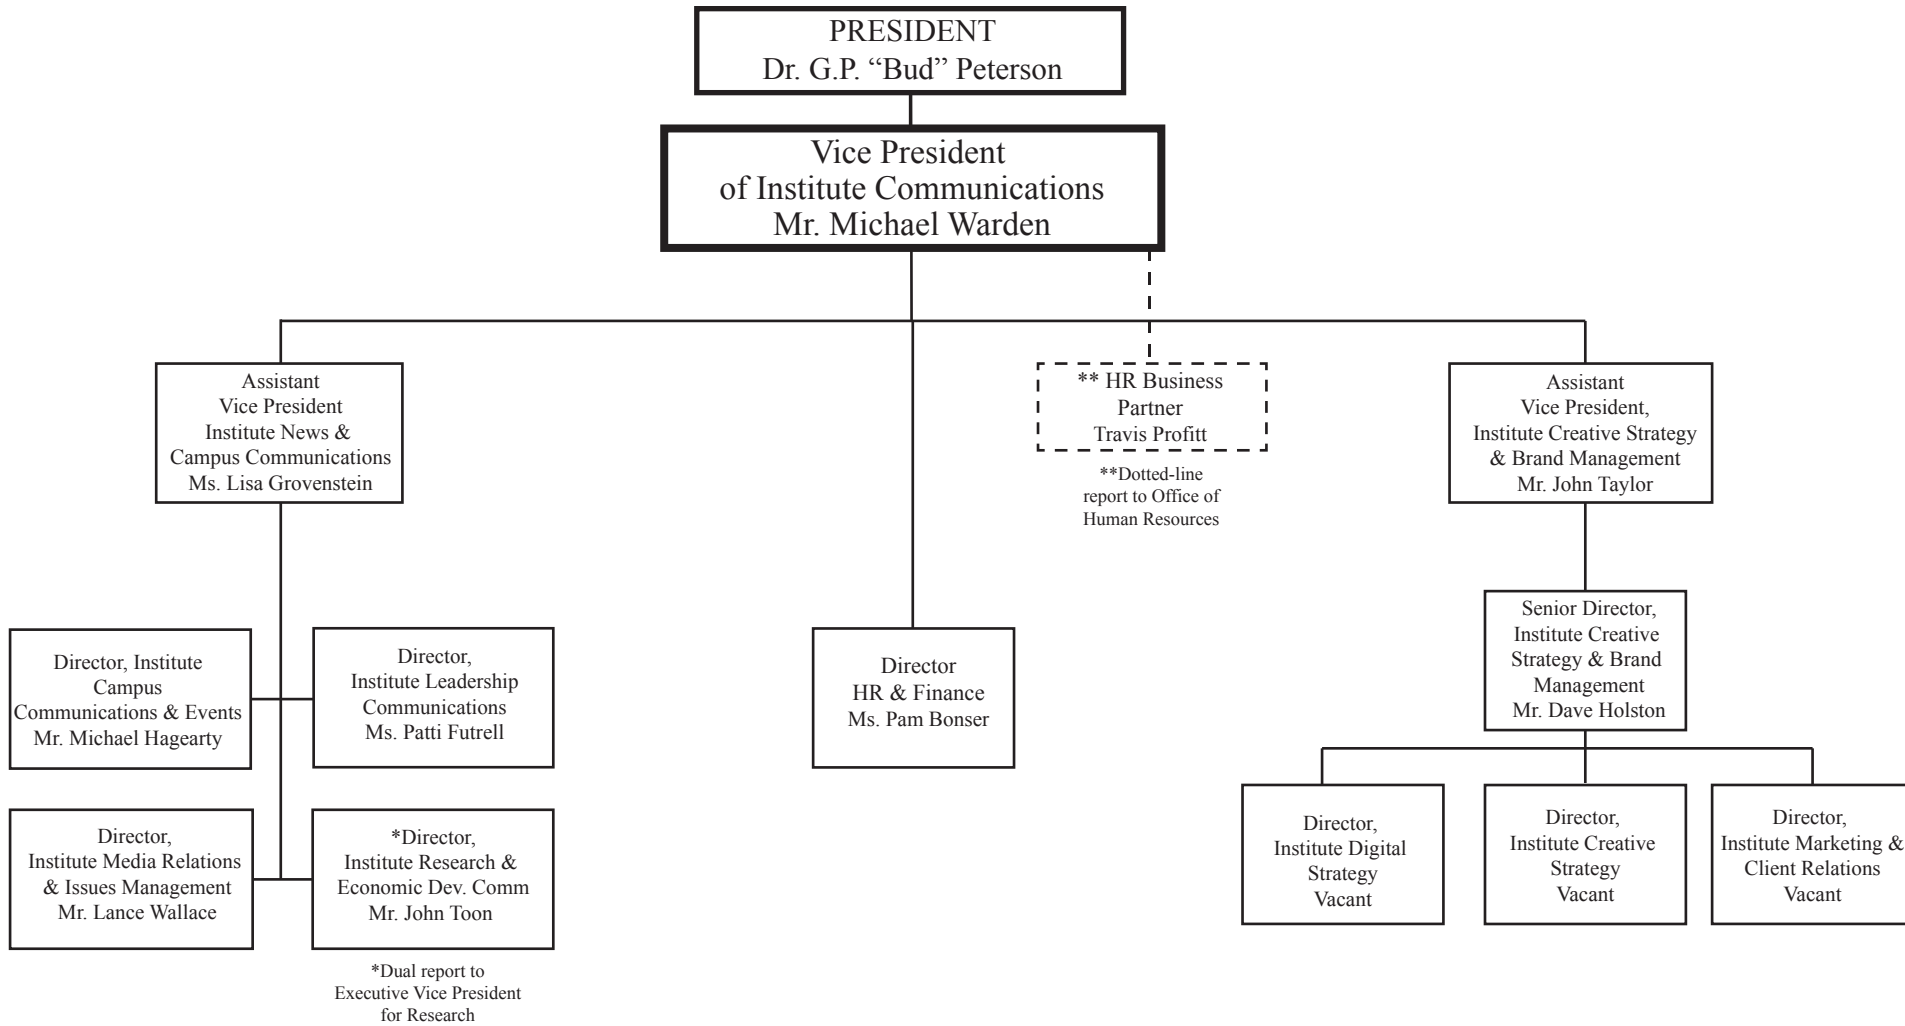 PRESIDENT
Dr. G.P. “Bud” Peterson
Vice President
of Institute Communications
Mr. Michael Warden
Assistant
Vice President
Institute News &
Campus Communications
Ms. Lisa Grovenstein
** HR Business
Partner
Travis Profitt
**Dotted-line
report to Office of
Human Resources
Assistant
Vice President,
Institute Creative Strategy
& Brand Management
Mr. John Taylor
Director, Institute
Campus
Communications & Events
Mr. Michael Hagearty
Director,
Institute Leadership
Communications
Ms. Patti Futrell
Director
HR & Finance
Ms. Pam Bonser
Senior Director,
Institute Creative
Strategy & Brand
Management
Mr. Dave Holston
Director,
Institute Media Relations
& Issues Management
Mr. Lance Wallace
*Director,
Institute Research &
Economic Dev. Comm
Mr. John Toon
*Dual report to
Executive Vice President
for Research
Director,
Institute Digital
Strategy
Vacant
Director,
Institute Creative
Strategy
Vacant
Director,
Institute Marketing &
Client Relations
Vacant